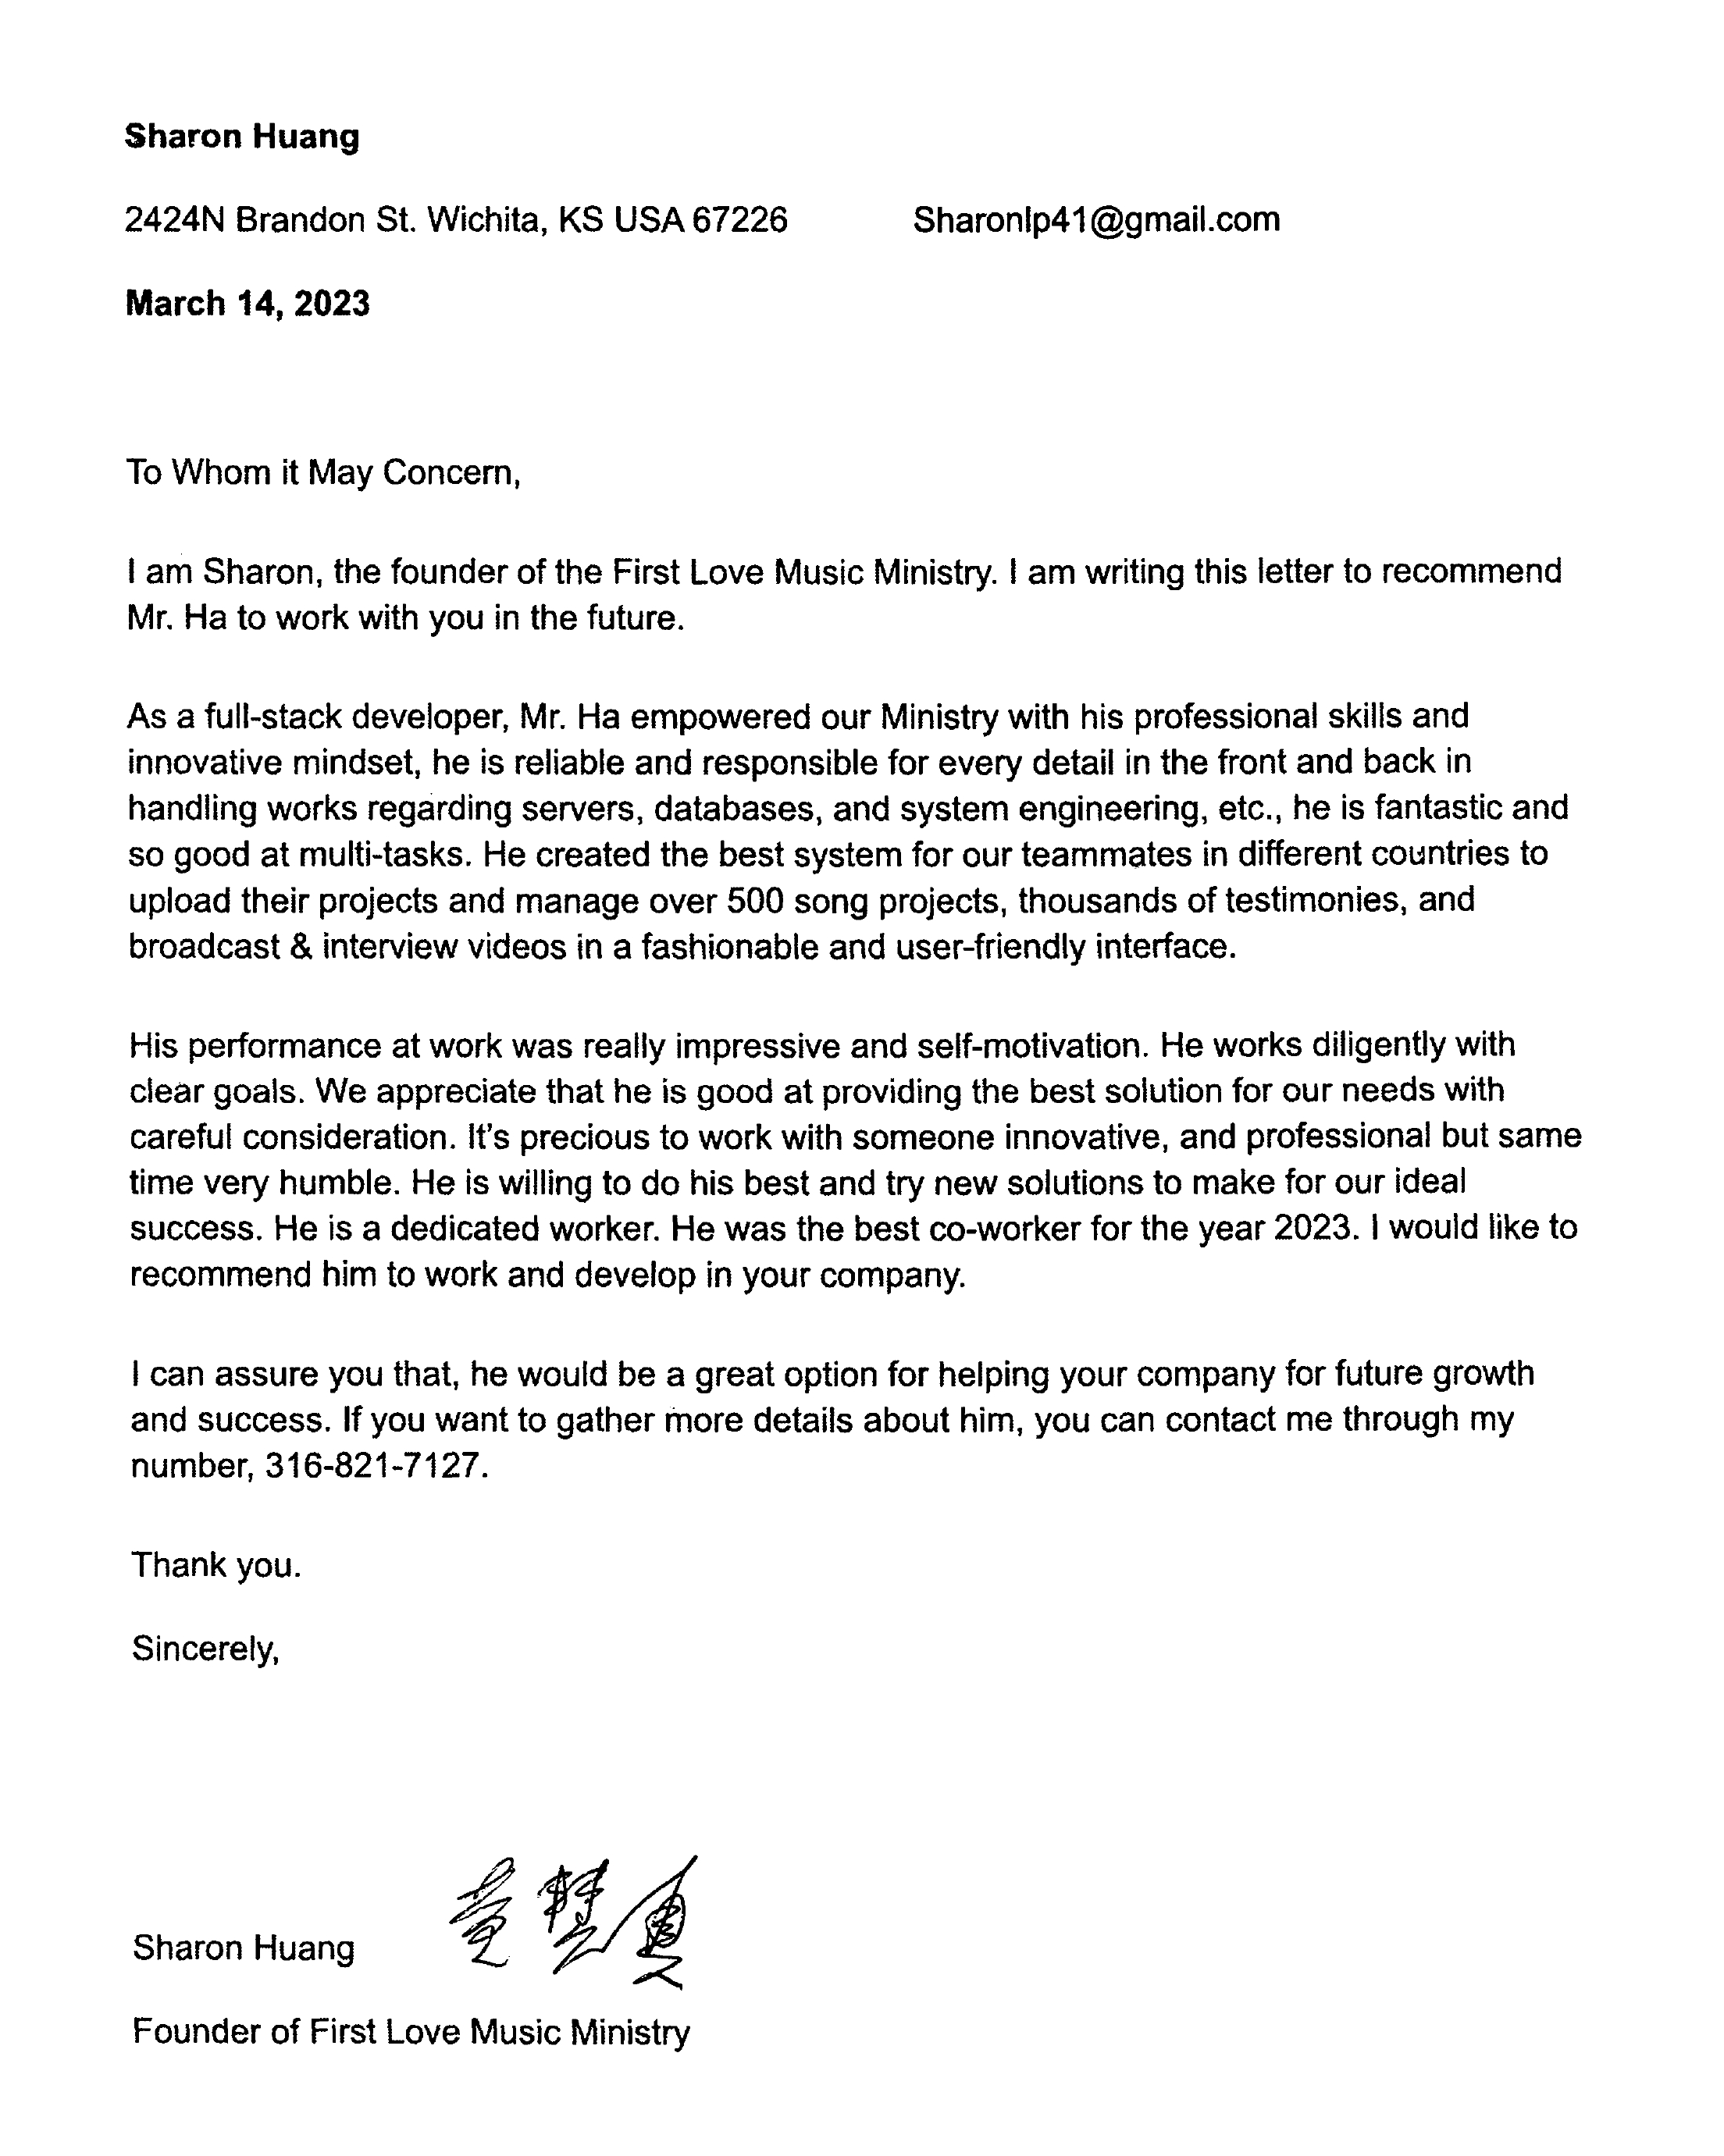 Sharon Huang
2424N Brandon St. Wichita, KS USA 67226 Sharonlp41@gmail.com
March 14, 2023
To Whom it May Concern,
I am Sharon, the founder of the First Love Music Ministry. I am writing this letter to recommend
Mr. Ha to work with you in the future.
As a full-stack developer, Mr. Ha empowered our Ministry with his professional skills and
innovative mindset, he is reliable and responsible for every detail in the front and back in
handling works regarding servers, databases, and system engineering, etc., he is fantastic and
so good at multi-tasks. He created the best system for our teammates in different countries to
upload their projects and manage over 500 song projects, thousands of testimonies, and
broadcast & interview videos in a fashionable and user-friendly interface.
His performance at work was really impressive and self-motivation. He works diligently with
clear goals. We appreciate that he is good at providing the best solution for our needs with
careful consideration. It's precious to work with someone innovative, and professional but same
time very humble. He is willing to do his best and try new solutions to make for our ideal
success. He is a dedicated worker. He was the best co-worker for the year 2023. I would like to
recommend him to work and develop in your company.
I can assure you that, he would be a great option for helping your company for future growth
and success. If you want to gather more details about him, you can contact me through my
number, 316-821-7127.
Thank you.
Sincerely,
Sharon Huang
Founder of First Love Music Ministry